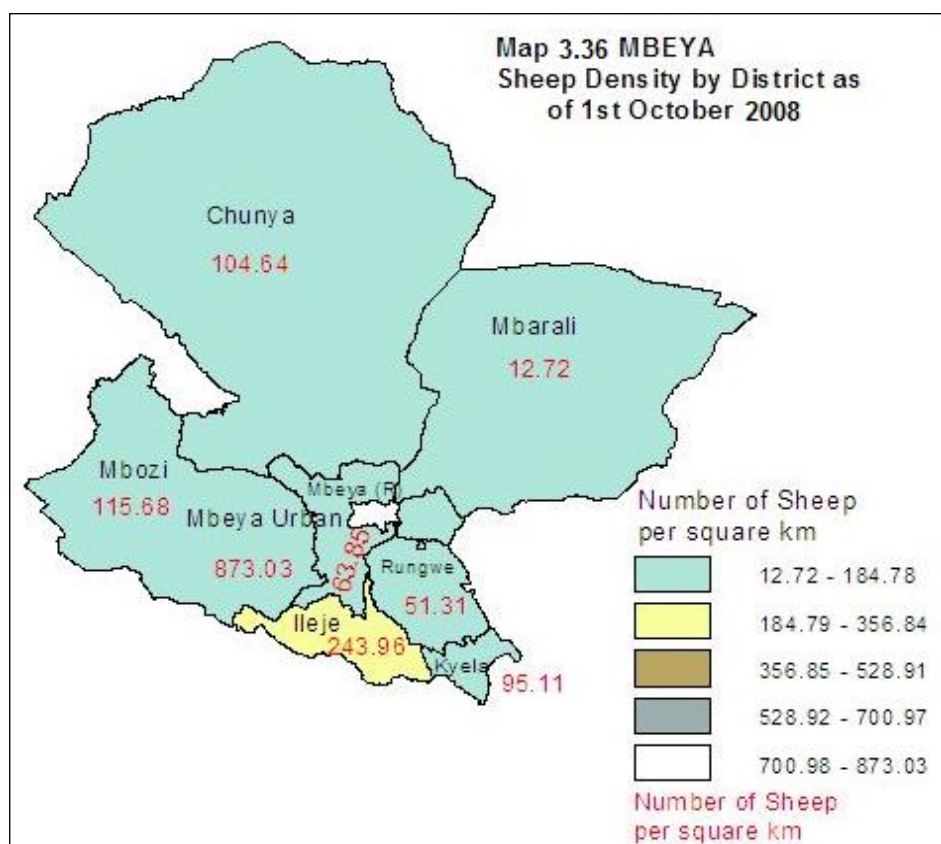 Map 3.36 MBEYA
Sheep Density by District as
of 1st October 2008
Chunya
104.64
Mbarali
12.72
Mbozi
115.68
Mbeya (R)
Mbeya Urban
873.03
63.85
Rungwe
51.31
Ileje
243.96
Kyela
95.11
Number of Sheep
per square km
12.72 - 184.78
184.79 - 356.84
356.85 - 528.91
528.92 - 700.97
700.98 - 873.03
Number of Sheep
per square km